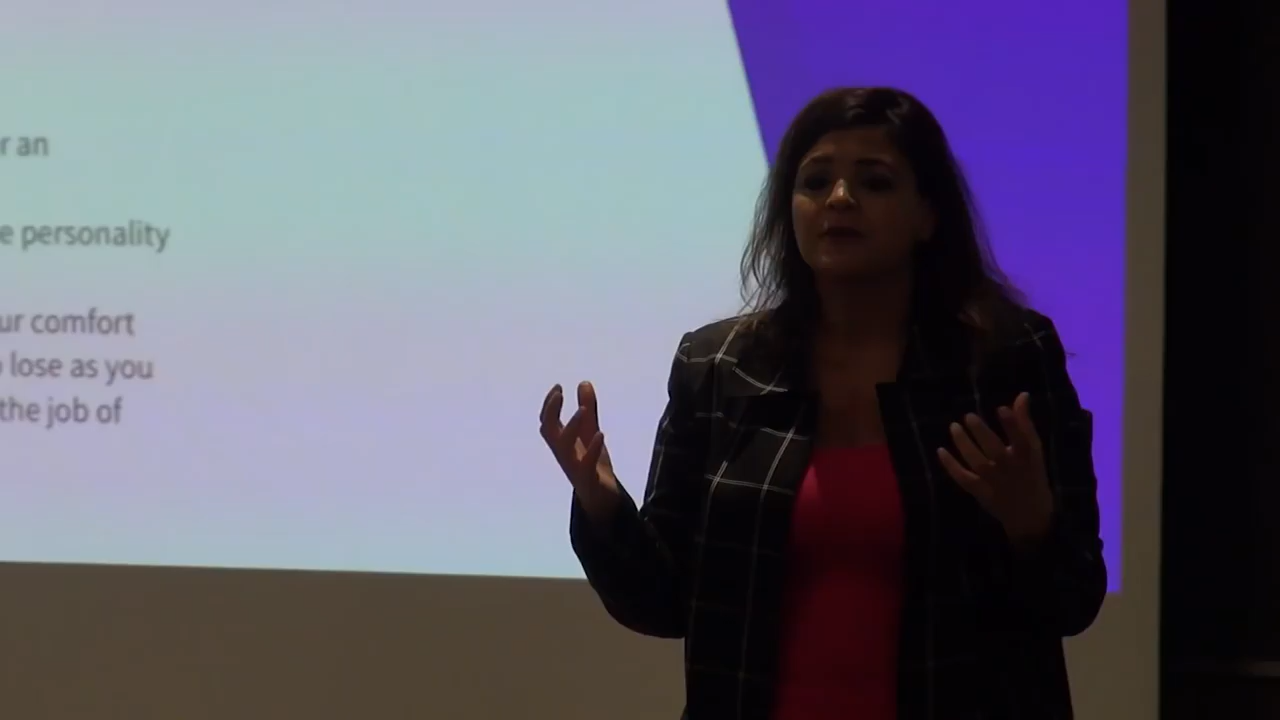 r an
e personality
ur comfort
lose as you
the job of